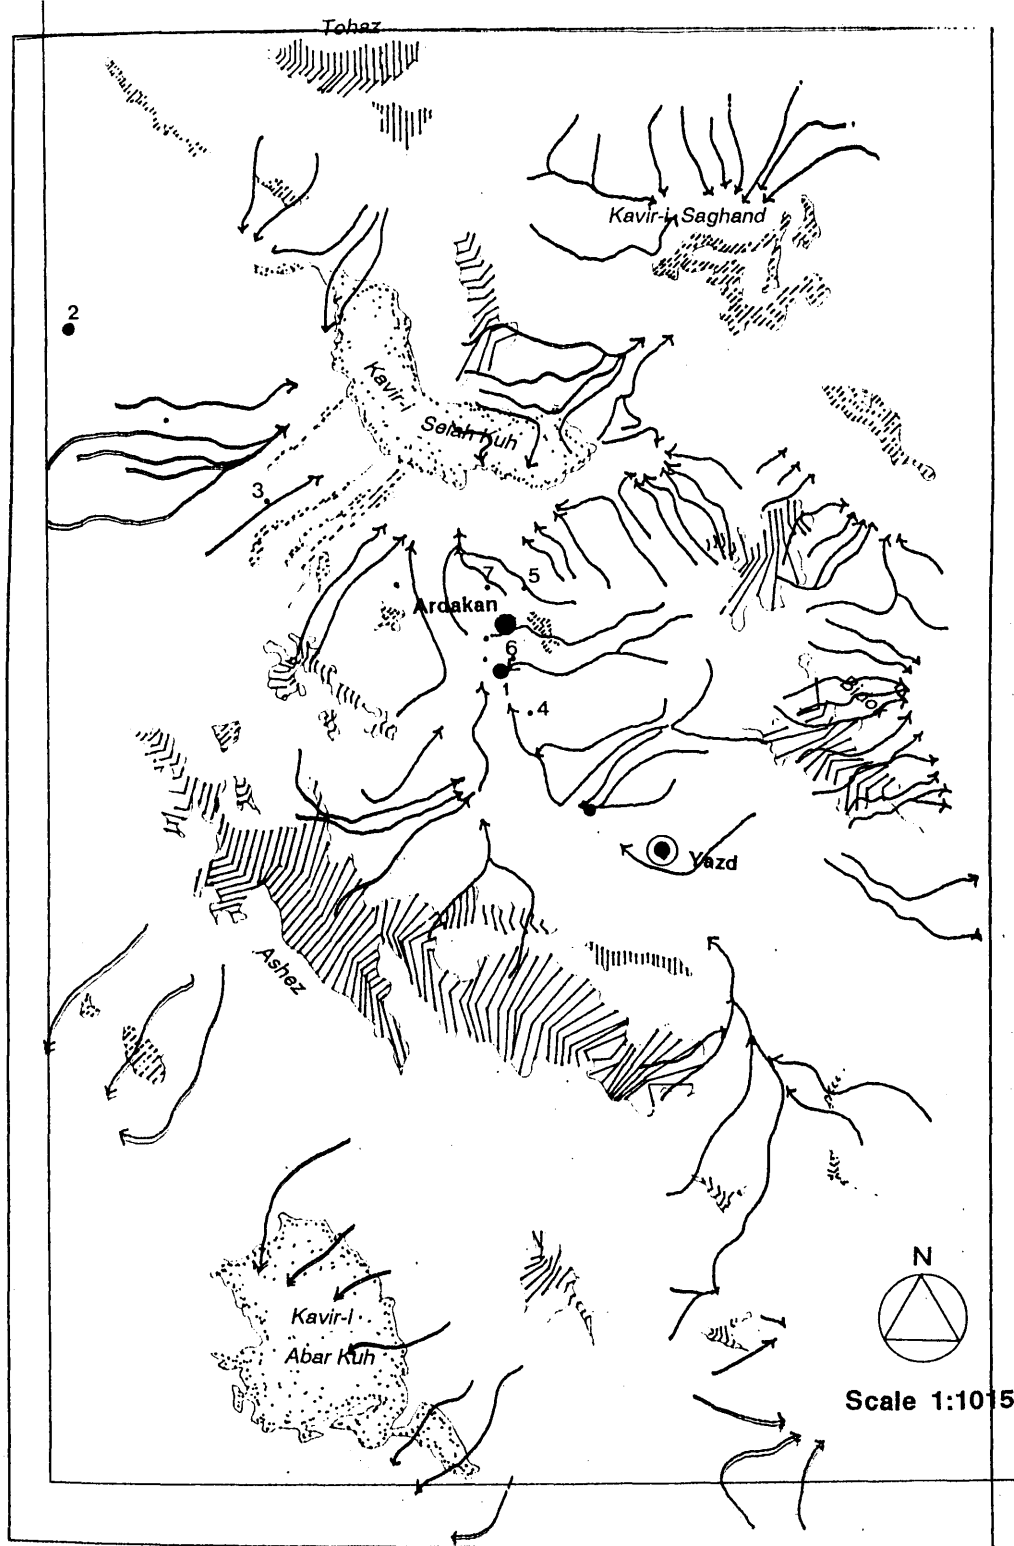 Tohaz
Kavir-i Saghand
2
Kavir-i
Selah Kuh
3
7
5
Ardakan
6
1
4
Yazd
Ashez
N
Kavir-I
Abar Kuh
Scale 1:1015